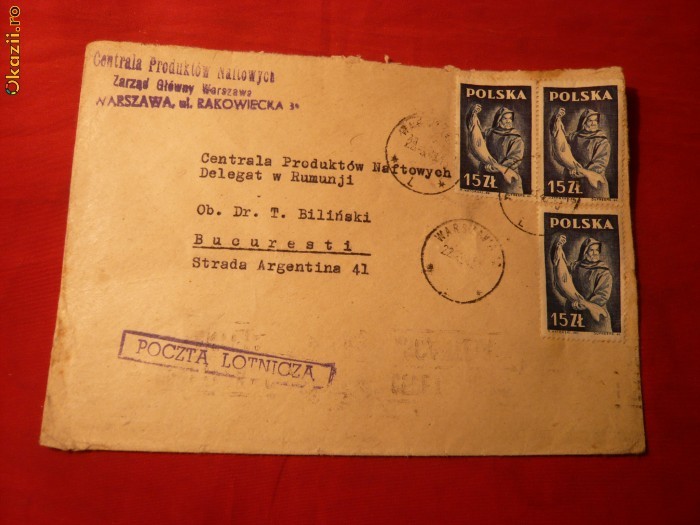 Okazii.ro
Centrala Produktów Naftowych
Zarząd Główny Warszawa
WARSZAWA, ul. RAKOWIECKA
POLSKA
15 ZŁ
POLSKA
15 ZŁ
POLSKA
15 ZŁ
Centrala Produktów Naftowych
Delegat w Rumunji
Ob. Dr. T. Biliński
Bucuresti
Strada Argentina 41
POCZTA LOTNICZA